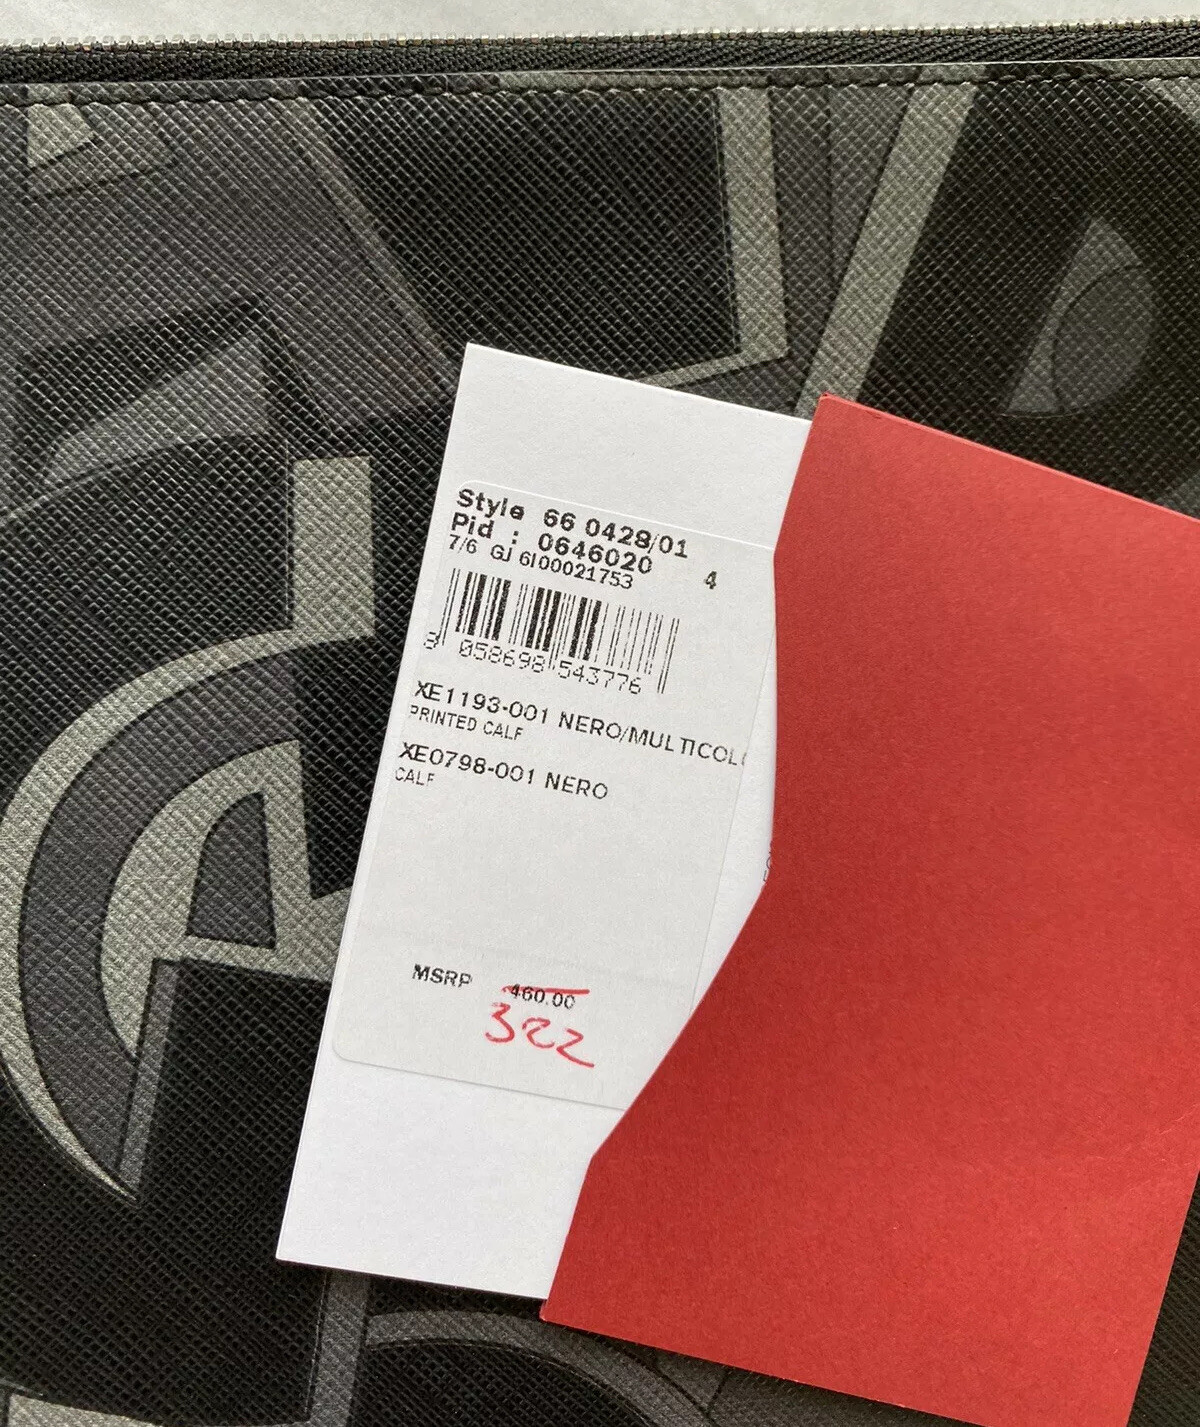 Style 66 0428/01
Pid : 0646020
7/6 GJ 6I00021753 4
8 058698 543776
XE1193-001 NERO/MULTICOL
PRINTED CALF
XE0798-001 NERO
CALF
MSRP 460.00
322